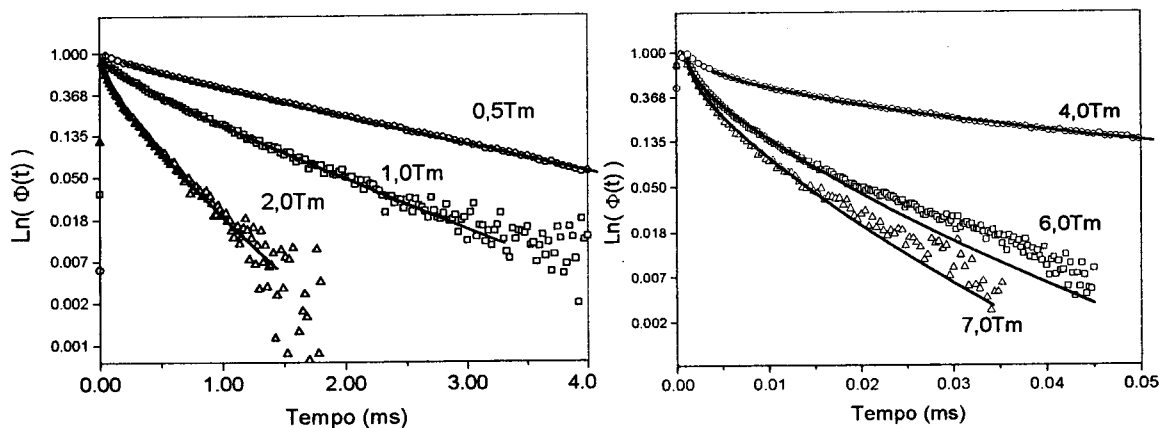 Ln( Φ(t) )
1.000
0.368
0.135
0.050
0.018
0.007
0.002
0.001
0,5Tm
1,0Tm
2,0Tm
0.00
1.00
2.00
3.00
4.0
Tempo (ms)
Ln( Φ(t) )
1.000
0.368
0.135
0.050
0.018
0.007
0.002
4,0Tm
6,0Tm
7,0Tm
0.00
0.01
0.02
0.03
0.04
0.05
Tempo (ms)